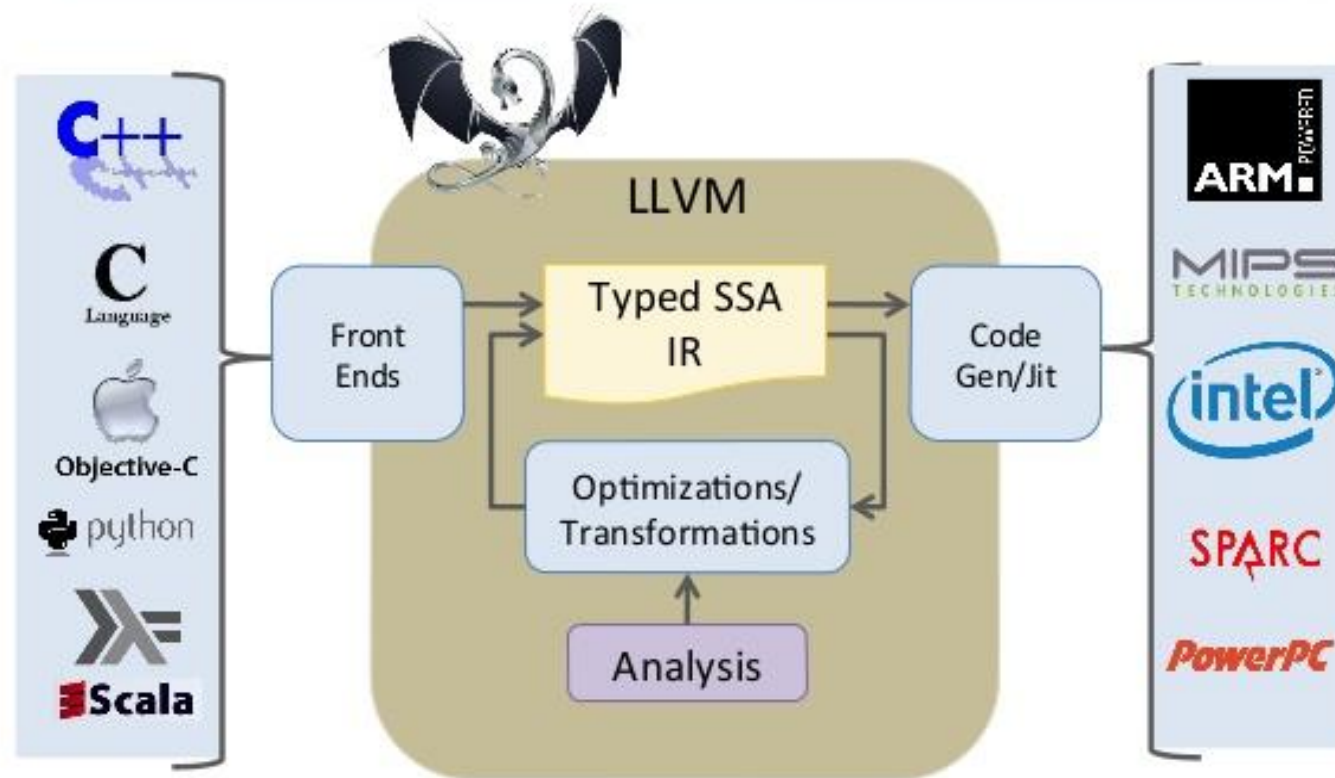 C++
C
Language
Objective-C
python
Scala
LLVM
Front
Ends
Typed SSA
IR
Optimizations/
Transformations
Analysis
Code
Gen/Jit
ARM
POWERED
MIPS
TECHNOLOGIES
intel
SPARC
PowerPC